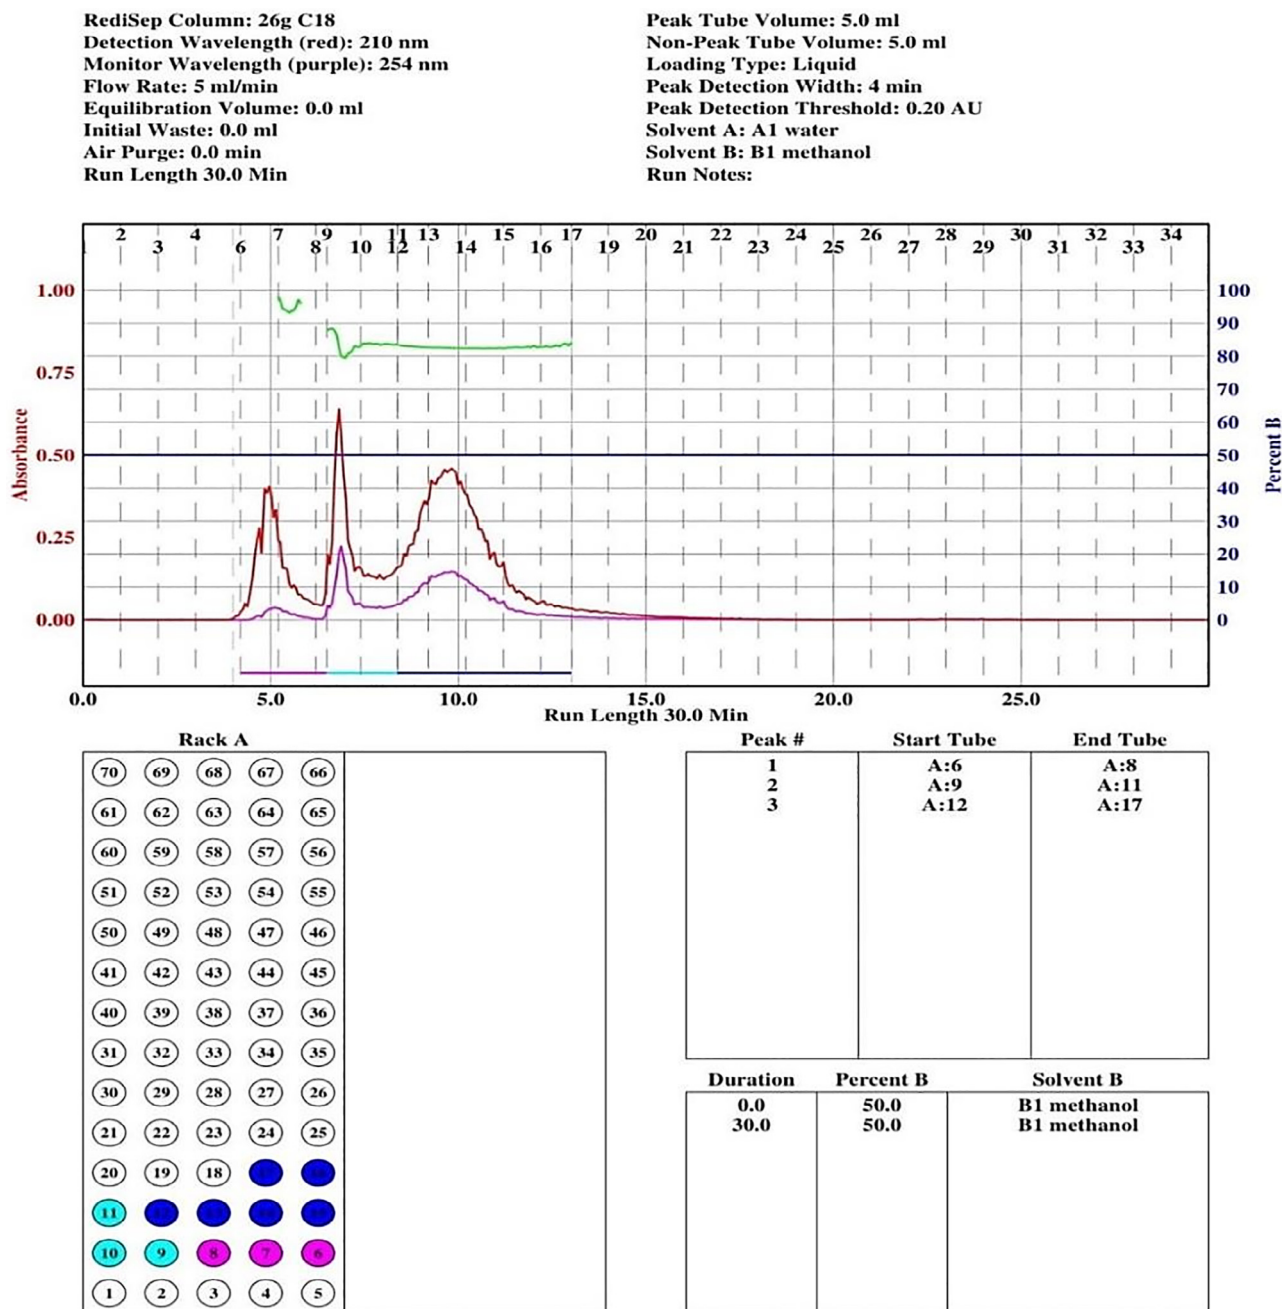 RediSep Column: 26g C18
Detection Wavelength (red): 210 nm
Monitor Wavelength (purple): 254 nm
Flow Rate: 5 ml/min
Equilibration Volume: 0.0 ml
Initial Waste: 0.0 ml
Air Purge: 0.0 min
Run Length 30.0 Min
Peak Tube Volume: 5.0 ml
Non-Peak Tube Volume: 5.0 ml
Loading Type: Liquid
Peak Detection Width: 4 min
Peak Detection Threshold: 0.20 AU
Solvent A: A1 water
Solvent B: B1 methanol
Run Notes:
2 4 7 9 11 13 15 17 20 22 24 26 28 30 32 34
1 3 6 8 10 12 14 16 19 21 23 25 27 29 31 33
1.00
0.75
0.50
0.25
0.00
Absorbance
100
90
80
70
60
50
40
30
20
10
0
Percent B
0.0 5.0 10.0 15.0 20.0 25.0
Run Length 30.0 Min
Rack A
70 69 68 67 66
61 62 63 64 65
60 59 58 57 56
51 52 53 54 55
50 49 48 47 46
41 42 43 44 45
40 39 38 37 36
31 32 33 34 35
30 29 28 27 26
21 22 23 24 25
20 19 18
11
10 9 8 7 6
1 2 3 4 5
Peak # Start Tube End Tube
1 A:6 A:8
2 A:9 A:11
3 A:12 A:17
Duration Percent B Solvent B
0.0 50.0 B1 methanol
30.0 50.0 B1 methanol